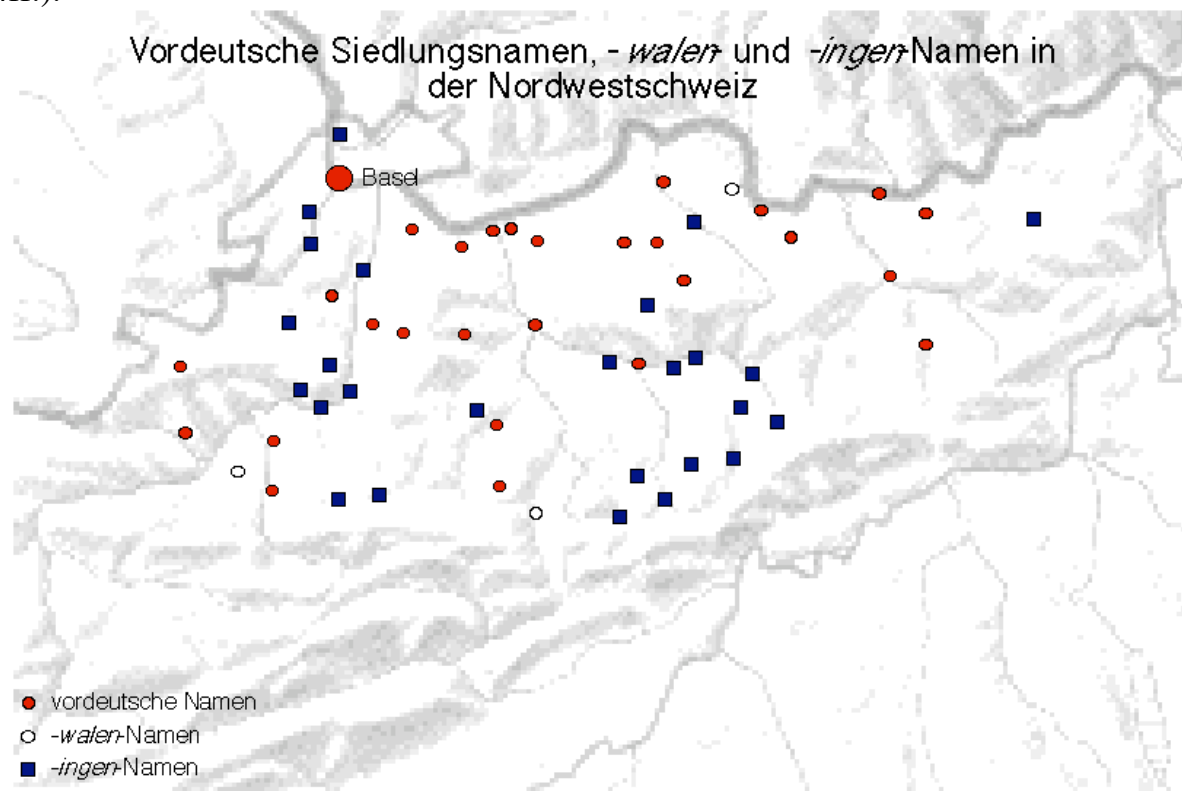 Vordeutsche Siedlungsnamen, -walen- und -ingen-Namen in
der Nordwestschweiz
Basel
vordeutsche Namen
-walen-Namen
-ingen-Namen